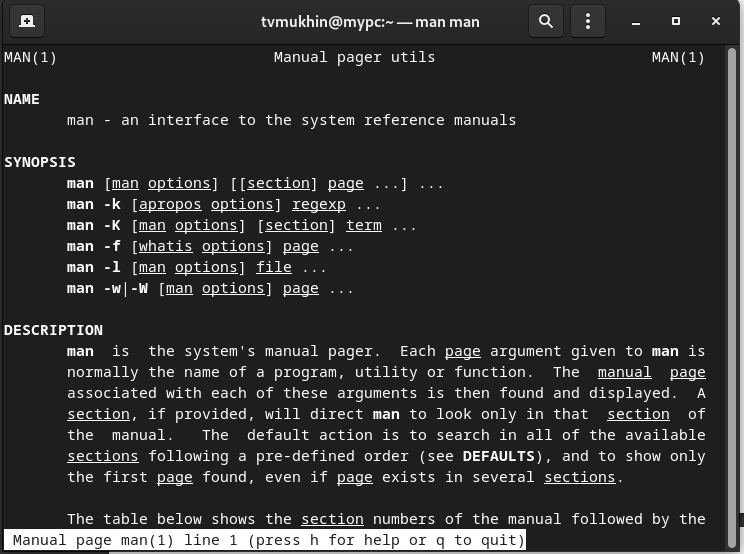 tvmukhin@mypc:~ — man man
MAN(1) Manual pager utils MAN(1)
NAME
man - an interface to the system reference manuals
SYNOPSIS
man [man options] [[section] page ...] ...
man -k [apropos options] regexp ...
man -K [man options] [section] term ...
man -f [whatis options] page ...
man -l [man options] file ...
man -w|-W [man options] page ...
DESCRIPTION
man is the system's manual pager. Each page argument given to man is
normally the name of a program, utility or function. The manual page
associated with each of these arguments is then found and displayed. A
section, if provided, will direct man to look only in that section of
the manual. The default action is to search in all of the available
sections following a pre-defined order (see DEFAULTS), and to show only
the first page found, even if page exists in several sections.
The table below shows the section numbers of the manual followed by the
Manual page man(1) line 1 (press h for help or q to quit)